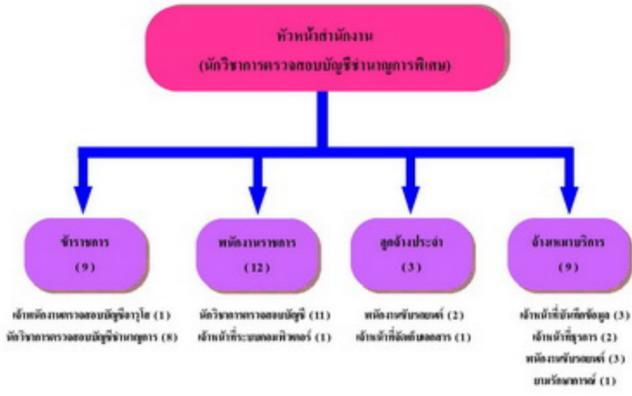 หัวหน้าสำนักงาน
(นักวิชาการตรวจสอบบัญชีชำนาญการพิเศษ)
ข้าราชการ
(9)
พนักงานราชการ
(12)
ลูกจ้างประจำ
(3)
จ้างเหมาบริการ
(9)
เจ้าพนักงานตรวจสอบบัญชีอาวุโส (1)
นักวิชาการตรวจสอบบัญชีชำนาญการ (8)
นักวิชาการตรวจสอบบัญชี (11)
เจ้าหน้าที่ระบบคอมพิวเตอร์ (1)
พนักงานขับรถยนต์ (2)
เจ้าหน้าที่จัดเก็บเอกสาร (1)
เจ้าหน้าที่บันทึกข้อมูล (3)
เจ้าหน้าที่ธุรการ (2)
พนักงานขับรถยนต์ (3)
ยามรักษาการณ์ (1)